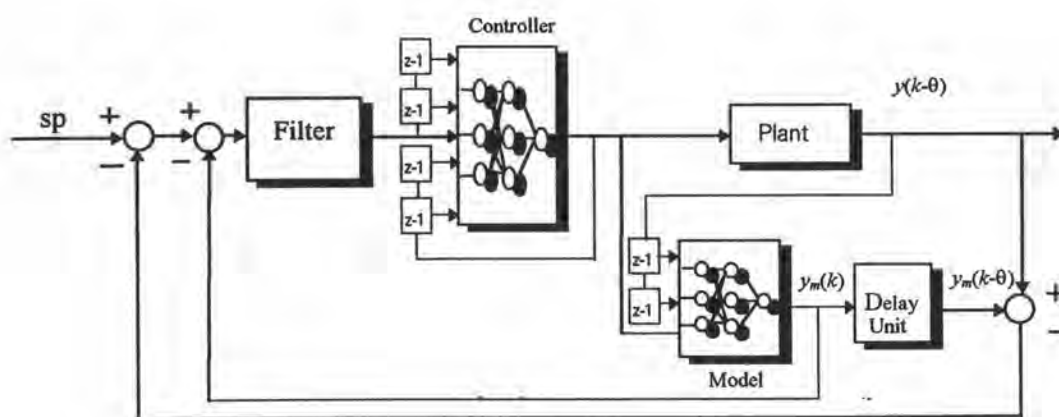 Controller
z-1
z-1
z-1
z-1
sp
+
−
+
−
Filter
Plant
y(k-θ)
z-1
z-1
Model
yₘ(k)
Delay
Unit
yₘ(k-θ)
+
−